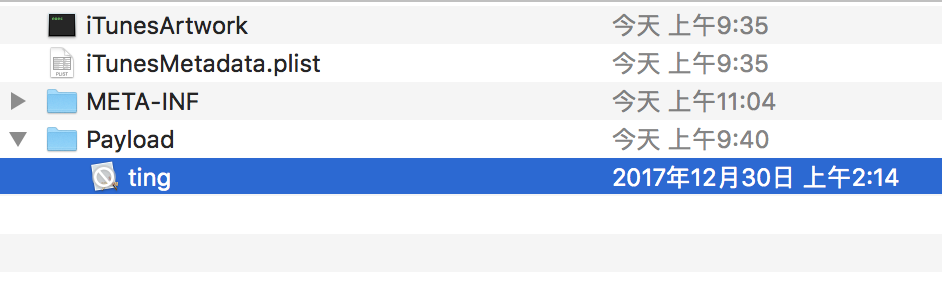 iTunesArtwork 今天 上午9:35
iTunesMetadata.plist 今天 上午9:35
META-INF 今天 上午11:04
Payload 今天 上午9:40
ting 2017年12月30日 上午2:14